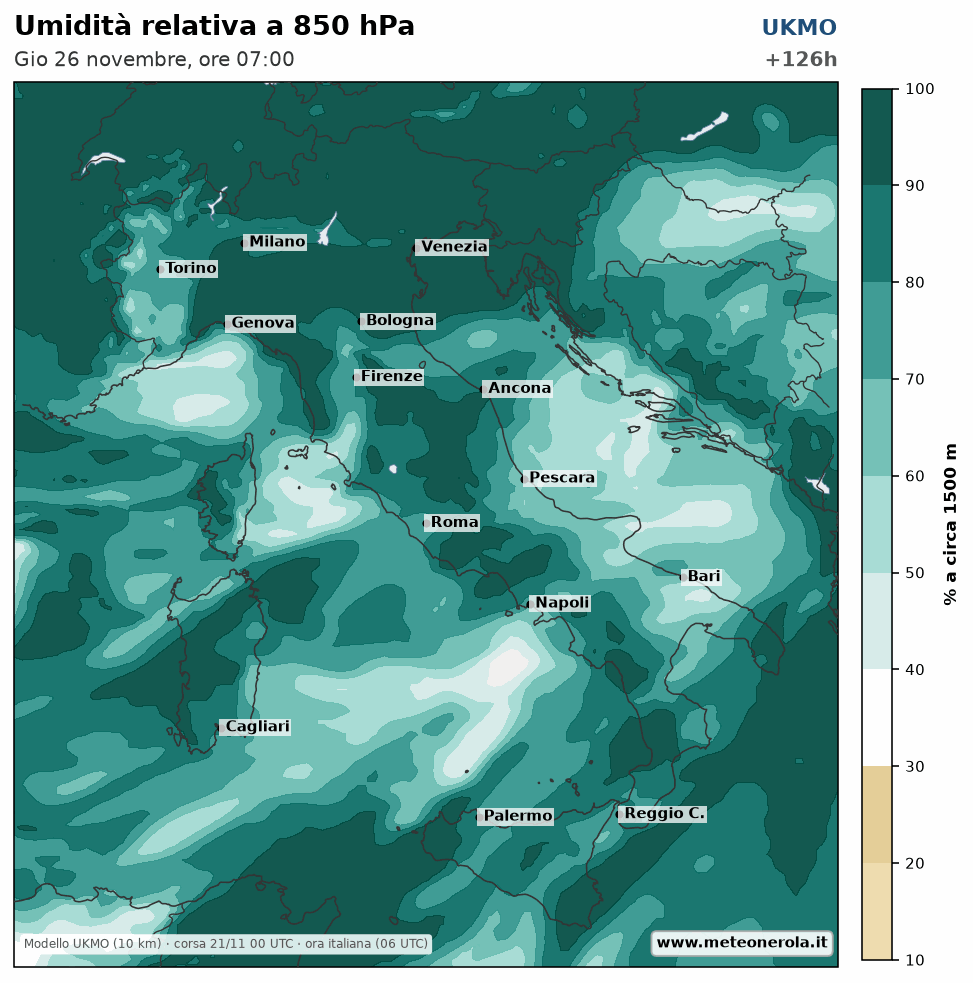 Umidità relativa a 850 hPa
UKMO
Gio 26 novembre, ore 07:00
+126h
100
90
80
70
60
50
40
30
20
10
% a circa 1500 m
Milano
Venezia
Torino
Genova
Bologna
Firenze
Ancona
Pescara
Roma
Bari
Napoli
Cagliari
Palermo
Reggio C.
Modello UKMO (10 km) · corsa 21/11 00 UTC · ora italiana (06 UTC)
www.meteonerola.it